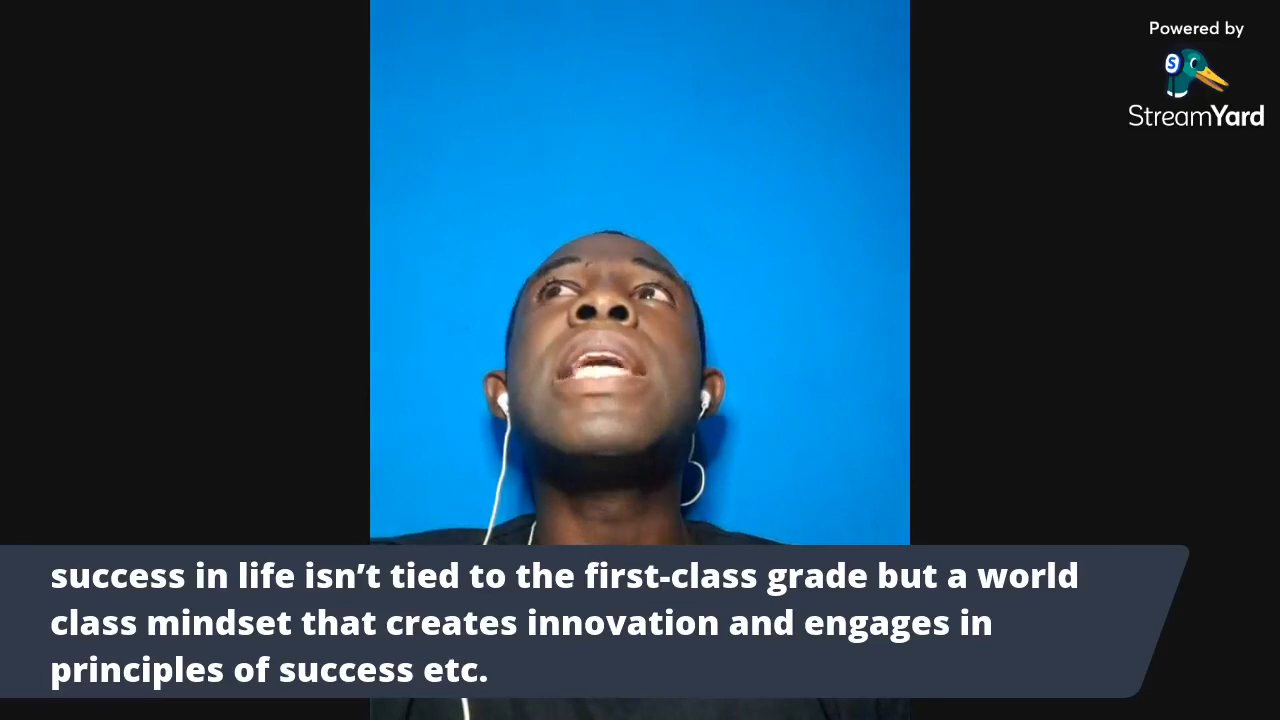 Powered by
S
StreamYard
success in life isn’t tied to the first-class grade but a world
class mindset that creates innovation and engages in
principles of success etc.